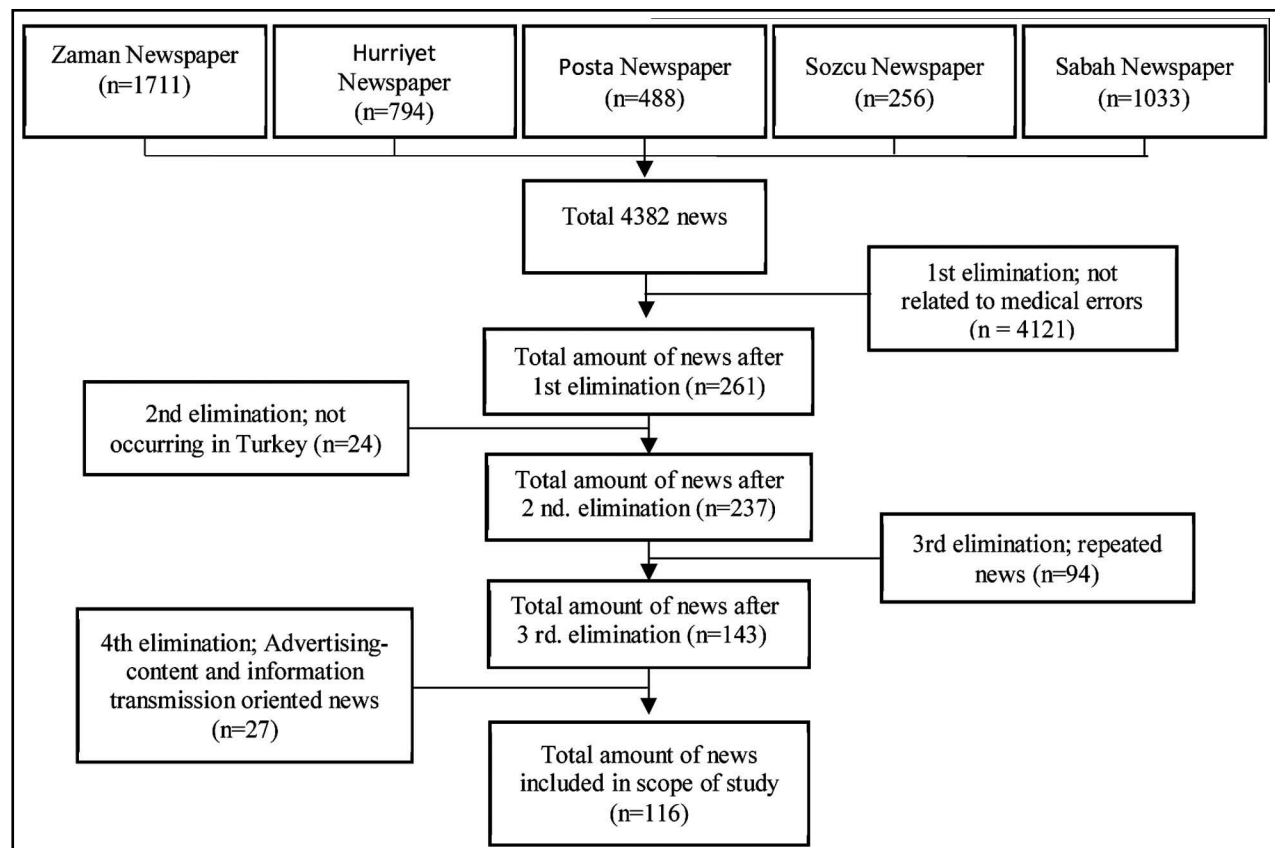 Zaman Newspaper
(n=1711)
Hurriyet
Newspaper
(n=794)
Posta Newspaper
(n=488)
Sozcu Newspaper
(n=256)
Sabah Newspaper
(n=1033)
Total 4382 news
1st elimination; not
related to medical errors
(n = 4121)
Total amount of news after
1st elimination (n=261)
2nd elimination; not
occurring in Turkey (n=24)
Total amount of news after
2 nd. elimination (n=237)
3rd elimination; repeated
news (n=94)
Total amount of news after
3 rd. elimination (n=143)
4th elimination; Advertising-
content and information
transmission oriented news
(n=27)
Total amount of news
included in scope of study
(n=116)